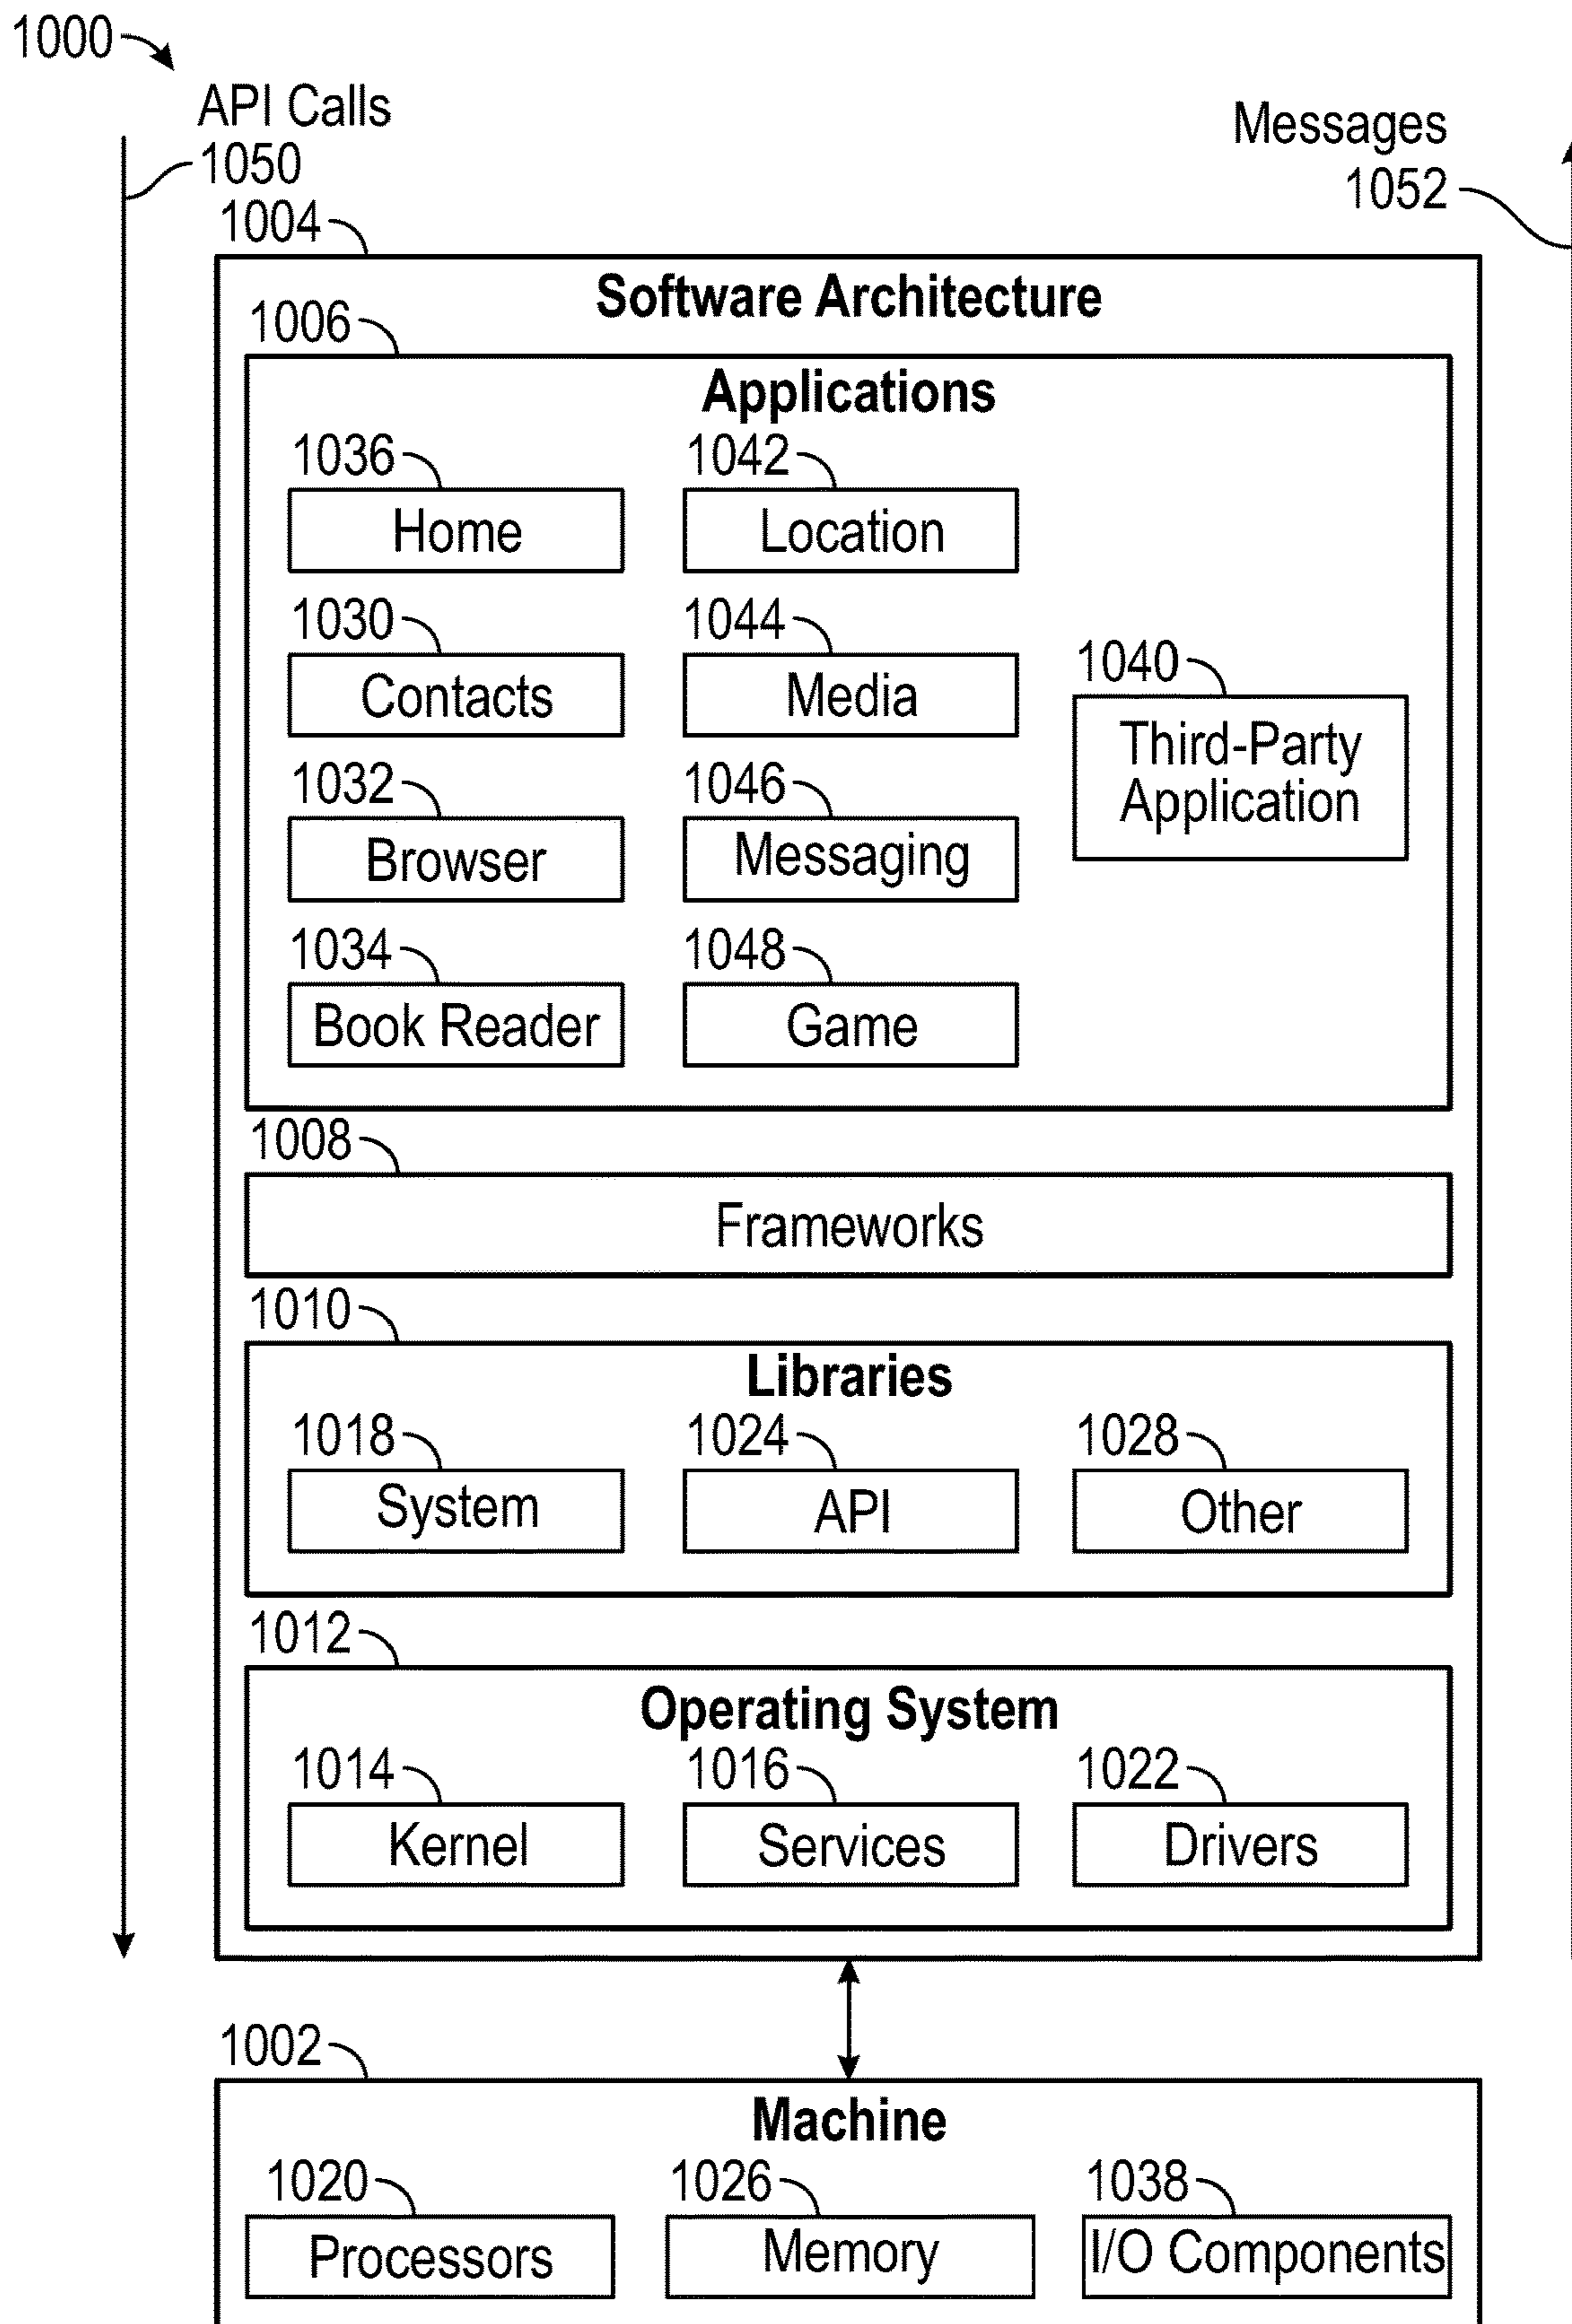 1000
API Calls
1050
Messages
1052
1004
Software Architecture
1006
Applications
1036
1042
Home
Location
1030
1044
Contacts
Media
1040
Third-Party
Application
1032
1046
Browser
Messaging
1034
1048
Book Reader
Game
1008
Frameworks
1010
Libraries
1018
1024
1028
System
API
Other
1012
Operating System
1014
1016
1022
Kernel
Services
Drivers
1002
Machine
1020
1026
1038
Processors
Memory
I/O Components